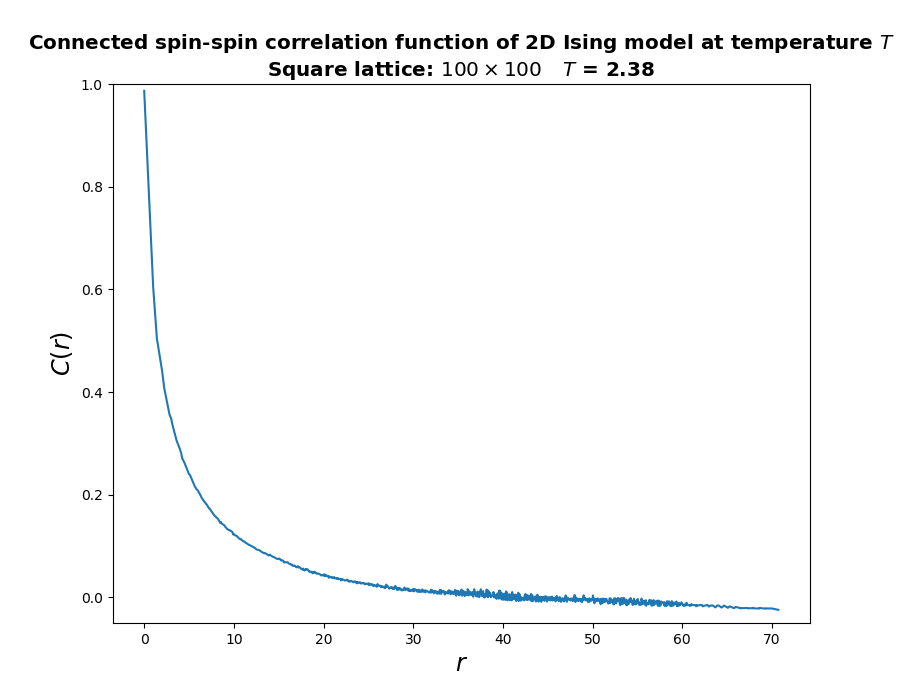 Connected spin-spin correlation function of 2D Ising model at temperature T
Square lattice: 100 × 100 T = 2.38
1.0
0.8
0.6
0.4
0.2
0.0
C(r)
0 10 20 30 40 50 60 70
r